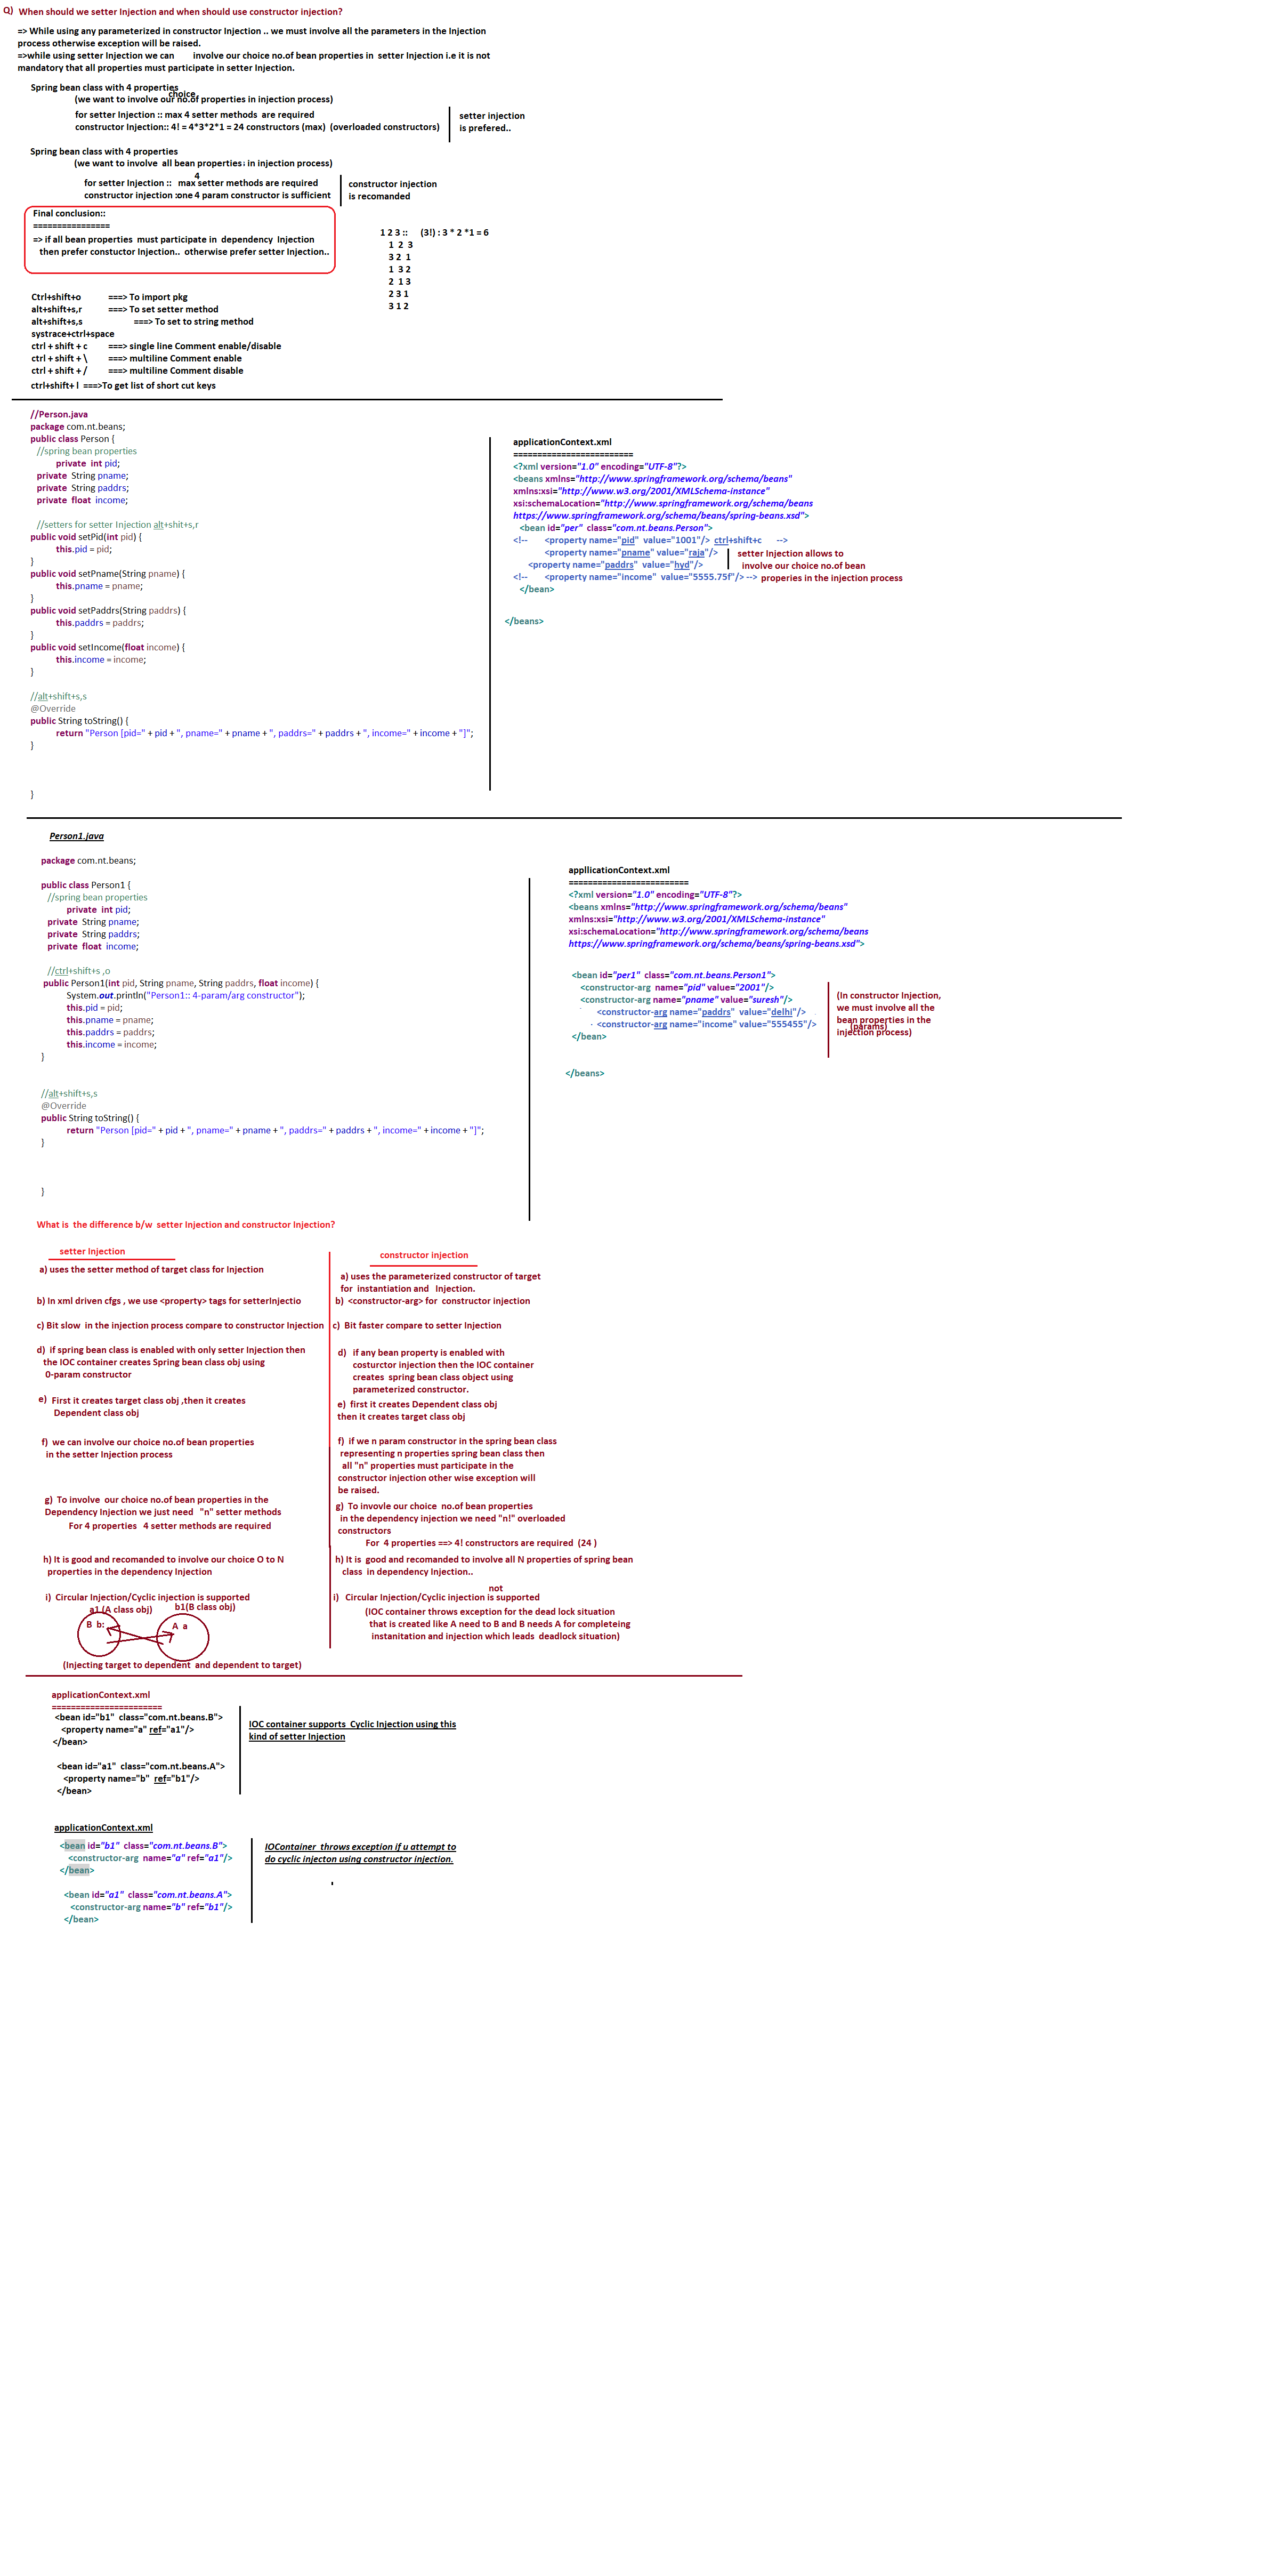 Q) When should we setter Injection and when should use constructor injection?
=> While using any parameterized in constructor Injection .. we must involve all the parameters in the Injection
process otherwise exception will be raised.
=>while using setter Injection we can involve our choice no.of bean properties in setter Injection i.e it is not
mandatory that all properties must participate in setter Injection.
Spring bean class with 4 properties
choice
(we want to involve our no.of properties in injection process)
for setter Injection :: max 4 setter methods are required
constructor Injection:: 4! = 4*3*2*1 = 24 constructors (max) (overloaded constructors)
setter injection
is prefered..
Spring bean class with 4 properties
(we want to involve all bean properties in injection process)
4
for setter Injection :: max setter methods are required
constructor injection :one 4 param constructor is sufficient
constructor injection
is recomanded
Final conclusion::
================
=> if all bean properties must participate in dependency Injection
then prefer constuctor Injection.. otherwise prefer setter Injection..
1 2 3 :: (3!) : 3 * 2 *1 = 6
1 2 3
3 2 1
1 3 2
2 1 3
2 3 1
3 1 2
Ctrl+shift+o ===> To import pkg
alt+shift+s,r ===> To set setter method
alt+shift+s,s ===> To set to string method
systrace+ctrl+space
ctrl + shift + c ===> single line Comment enable/disable
ctrl + shift + \ ===> multiline Comment enable
ctrl + shift + / ===> multiline Comment disable
ctrl+shift+ l ===>To get list of short cut keys
//Person.java
package com.nt.beans;
public class Person {
//spring bean properties
private int pid;
private String pname;
private String paddrs;
private float income;
//setters for setter Injection alt+shit+s,r
public void setPid(int pid) {
this.pid = pid;
}
public void setPname(String pname) {
this.pname = pname;
}
public void setPaddrs(String paddrs) {
this.paddrs = paddrs;
}
public void setIncome(float income) {
this.income = income;
}
//alt+shift+s,s
@Override
public String toString() {
return "Person [pid=" + pid + ", pname=" + pname + ", paddrs=" + paddrs + ", income=" + income + "]";
}
}
applicationContext.xml
=========================
<?xml version="1.0" encoding="UTF-8"?>
<beans xmlns="http://www.springframework.org/schema/beans"
xmlns:xsi="http://www.w3.org/2001/XMLSchema-instance"
xsi:schemaLocation="http://www.springframework.org/schema/beans
https://www.springframework.org/schema/beans/spring-beans.xsd">
<bean id="per" class="com.nt.beans.Person">
<!-- <property name="pid" value="1001"/> ctrl+shift+c -->
<property name="pname" value="raja"/>
<property name="paddrs" value="hyd"/>
<!-- <property name="income" value="5555.75f"/> -->
</bean>
</beans>
setter Injection allows to
involve our choice no.of bean
properies in the injection process
Person1.java
package com.nt.beans;
public class Person1 {
//spring bean properties
private int pid;
private String pname;
private String paddrs;
private float income;
//ctrl+shift+s ,o
public Person1(int pid, String pname, String paddrs, float income) {
System.out.println("Person1:: 4-param/arg constructor");
this.pid = pid;
this.pname = pname;
this.paddrs = paddrs;
this.income = income;
}
//alt+shift+s,s
@Override
public String toString() {
return "Person [pid=" + pid + ", pname=" + pname + ", paddrs=" + paddrs + ", income=" + income + "]";
}
}
appllicationContext.xml
=========================
<?xml version="1.0" encoding="UTF-8"?>
<beans xmlns="http://www.springframework.org/schema/beans"
xmlns:xsi="http://www.w3.org/2001/XMLSchema-instance"
xsi:schemaLocation="http://www.springframework.org/schema/beans
https://www.springframework.org/schema/beans/spring-beans.xsd">
<bean id="per1" class="com.nt.beans.Person1">
<constructor-arg name="pid" value="2001"/>
<constructor-arg name="pname" value="suresh"/>
<constructor-arg name="paddrs" value="delhi"/>
<constructor-arg name="income" value="555455"/>
</bean>
</beans>
(In constructor Injection,
we must involve all the
bean properties in the
(params)
injection process)
What is the difference b/w setter Injection and constructor Injection?
setter Injection
a) uses the setter method of target class for Injection
b) In xml driven cfgs , we use <property> tags for setterInjectio
c) Bit slow in the injection process compare to constructor Injection
d) if spring bean class is enabled with only setter Injection then
the IOC container creates Spring bean class obj using
0-param constructor
e) First it creates target class obj ,then it creates
Dependent class obj
f) we can involve our choice no.of bean properties
in the setter Injection process
g) To involve our choice no.of bean properties in the
Dependency Injection we just need "n" setter methods
For 4 properties 4 setter methods are required
h) It is good and recomanded to involve our choice O to N
properties in the dependency Injection
i) Circular Injection/Cyclic injection is supported
a1 (A class obj) b1(B class obj)
B b: A a
(Injecting target to dependent and dependent to target)
constructor injection
a) uses the parameterized constructor of target
for instantiation and Injection.
b) <constructor-arg> for constructor injection
c) Bit faster compare to setter Injection
d) if any bean property is enabled with
costurctor injection then the IOC container
creates spring bean class object using
parameterized constructor.
e) first it creates Dependent class obj
then it creates target class obj
f) if we n param constructor in the spring bean class
representing n properties spring bean class then
all "n" properties must participate in the
constructor injection other wise exception will
be raised.
g) To invovle our choice no.of bean properties
in the dependency injection we need "n!" overloaded
constructors
For 4 properties ==> 4! constructors are required (24 )
h) It is good and recomanded to involve all N properties of spring bean
class in dependency Injection..
not
i) Circular Injection/Cyclic injection is supported
(IOC container throws exception for the dead lock situation
that is created like A need to B and B needs A for completeing
instanitation and injection which leads deadlock situation)
applicationContext.xml
=======================
<bean id="b1" class="com.nt.beans.B">
<property name="a" ref="a1"/>
</bean>
<bean id="a1" class="com.nt.beans.A">
<property name="b" ref="b1"/>
</bean>
IOC container supports Cyclic Injection using this
kind of setter Injection
applicationContext.xml
<bean id="b1" class="com.nt.beans.B">
<constructor-arg name="a" ref="a1"/>
</bean>
<bean id="a1" class="com.nt.beans.A">
<constructor-arg name="b" ref="b1"/>
</bean>
IOContainer throws exception if u attempt to
do cyclic injecton using constructor injection.